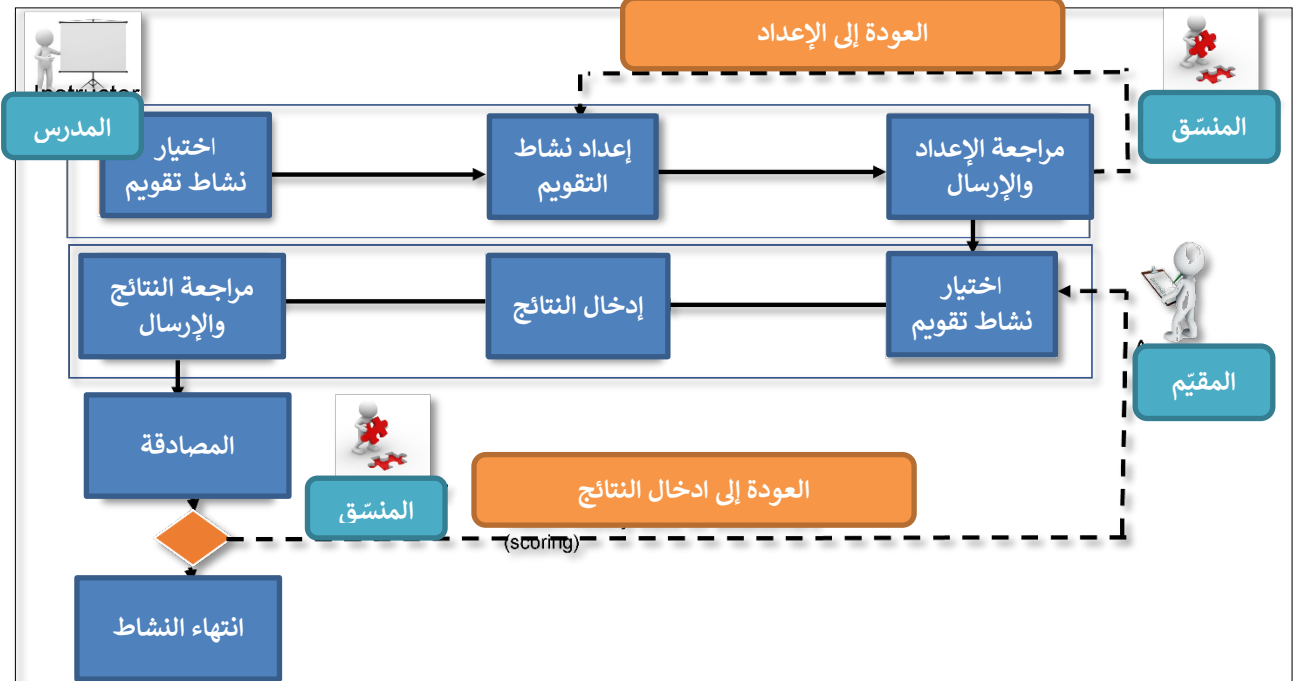 العودة إلى الإعداد
Instructor
المدرس
المنسّق
اختيار
نشاط تقويم
إعداد نشاط
التقويم
مراجعة الإعداد
والإرسال
اختيار
نشاط تقويم
إدخال النتائج
مراجعة النتائج
والإرسال
المقيّم
المصادقة
المنسّق
العودة إلى ادخال النتائج
(scoring)
انتهاء النشاط